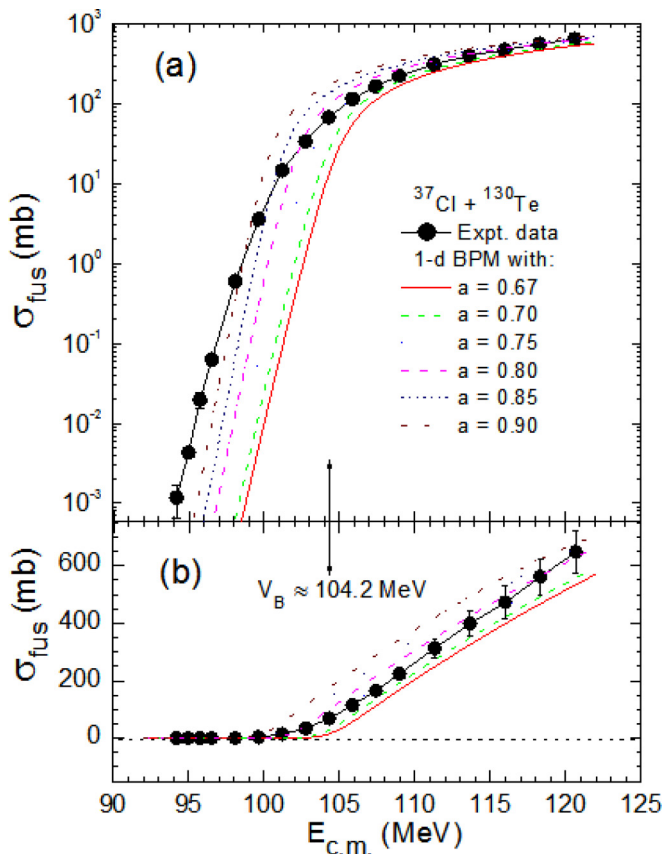 10³
(a)
10²
10¹
10⁰
10⁻¹
10⁻²
10⁻³
σfus (mb)
³⁷Cl + ¹³⁰Te
Expt. data
1-d BPM with:
a = 0.67
a = 0.70
a = 0.75
a = 0.80
a = 0.85
a = 0.90
(b)
V_B ≈ 104.2 MeV
600
400
200
0
σfus (mb)
90 95 100 105 110 115 120 125
E_c.m. (MeV)